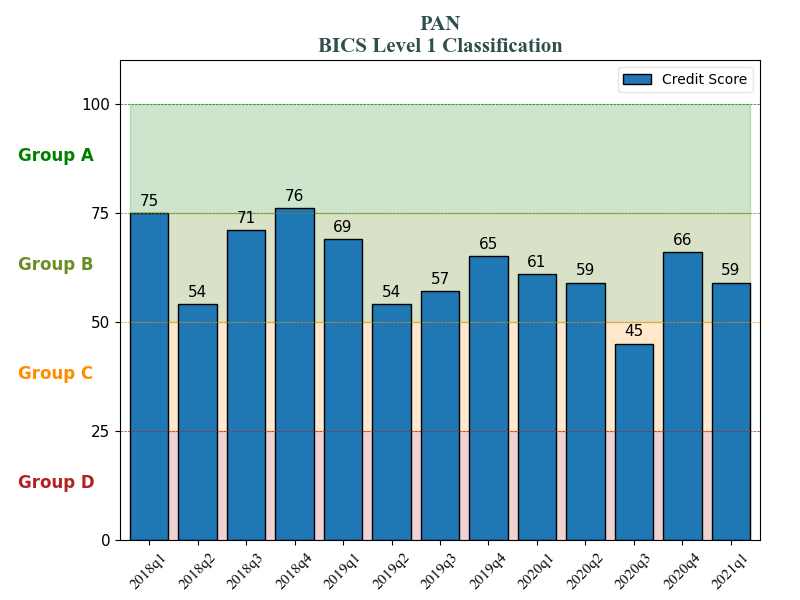 PAN
BICS Level 1 Classification
Credit Score
100
Group A
75
Group B
50
Group C
25
Group D
0
75
54
71
76
69
54
57
65
61
59
45
66
59
2018q1
2018q2
2018q3
2018q4
2019q1
2019q2
2019q3
2019q4
2020q1
2020q2
2020q3
2020q4
2021q1